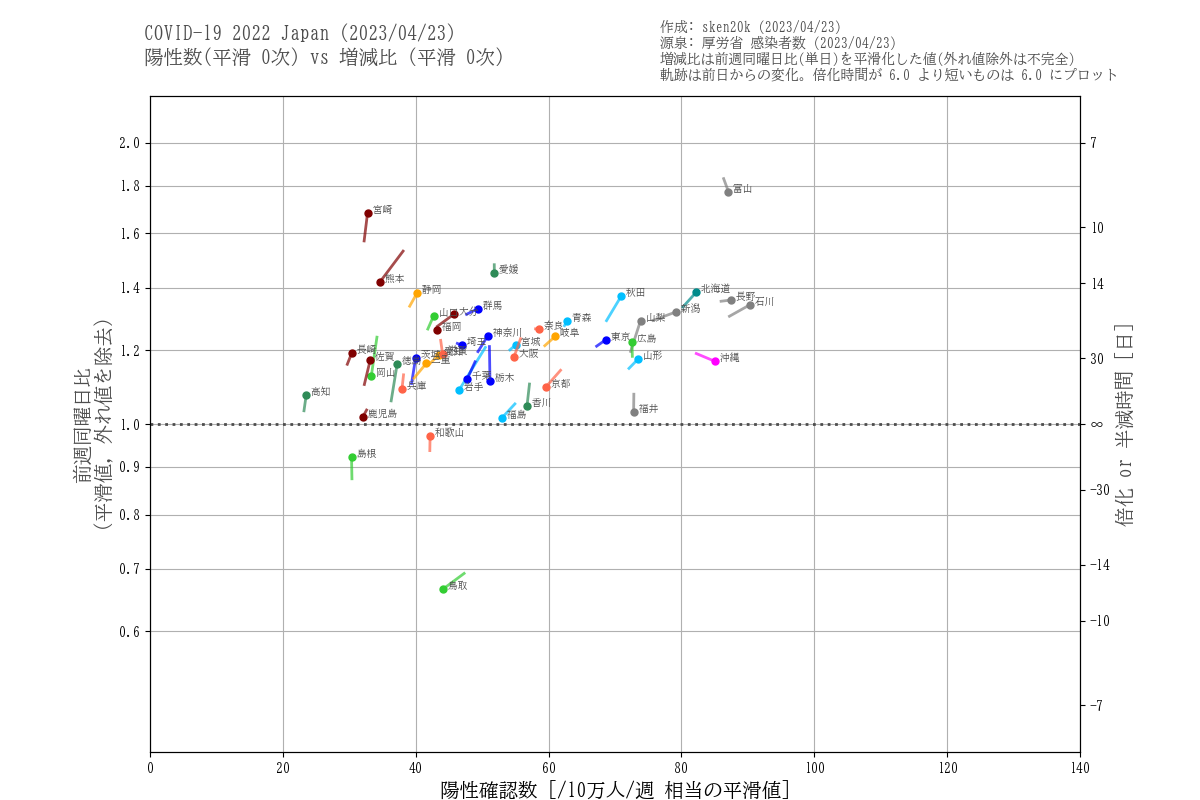 COVID-19 2022 Japan (2023/04/23)
陽性数(平滑 0次) vs 増減比 (平滑 0次)
作成: sken20k (2023/04/23)
源泉: 厚労省 感染者数 (2023/04/23)
増減比は前週同曜日比(単日)を平滑化した値(外れ値除外は不完全)
軌跡は前日からの変化。倍化時間が 6.0 より短いものは 6.0 にプロット
2.0
1.8
1.6
1.4
1.2
1.0
0.9
0.8
0.7
0.6
前週同曜日比
(平滑値，外れ値を除去)
7
10
14
30
∞
-30
-14
-10
-7
倍化 or 半減時間 [日]
富山
宮崎
愛媛
熊本
静岡
秋田
北海道
長野
石川
群馬
新潟
山口
大分
青森
山梨
福岡
奈良
神奈川
岐阜
東京
広島
埼玉
宮城
長崎
佐賀
徳島
茨城
三重
大阪
山形
沖縄
岡山
千葉
栃木
兵庫
岩手
京都
高知
香川
福井
鹿児島
福島
和歌山
島根
鳥取
0
20
40
60
80
100
120
140
陽性確認数 [/10万人/週 相当の平滑値]